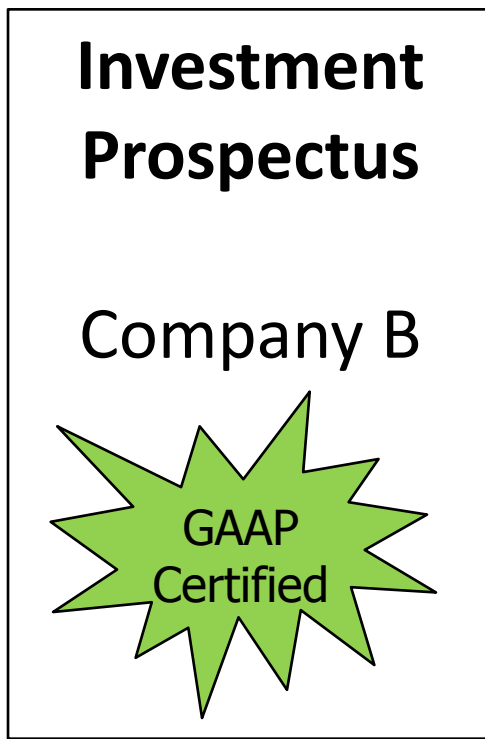 Investment
Prospectus
Company B
GAAP
Certified